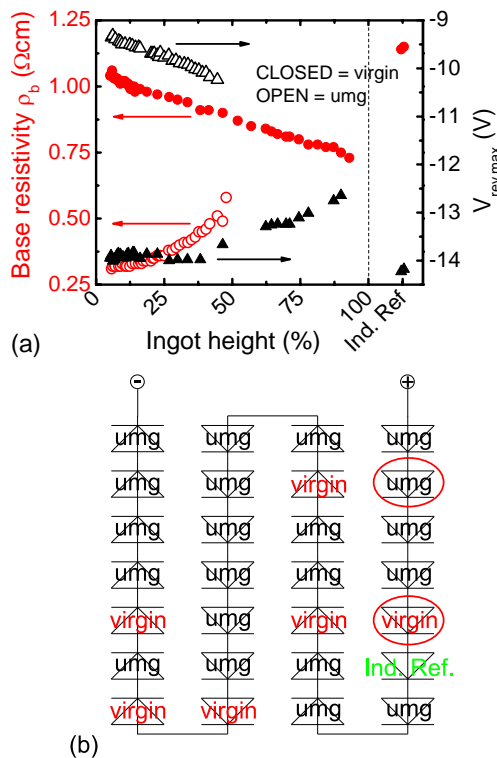 Base resistivity ρb (Ωcm)
1.25
1.00
0.75
0.50
0.25
CLOSED = virgin
OPEN = umg
-9
-10
-11
-12
-13
-14
Vrev,max (V)
0
25
50
75
100
Ind. Ref
Ingot height (%)
(a)
- +
umg umg umg umg
umg umg virgin umg
umg umg umg umg
umg umg umg umg
virgin umg virgin virgin
umg umg umg Ind. Ref.
virgin virgin umg umg
(b)